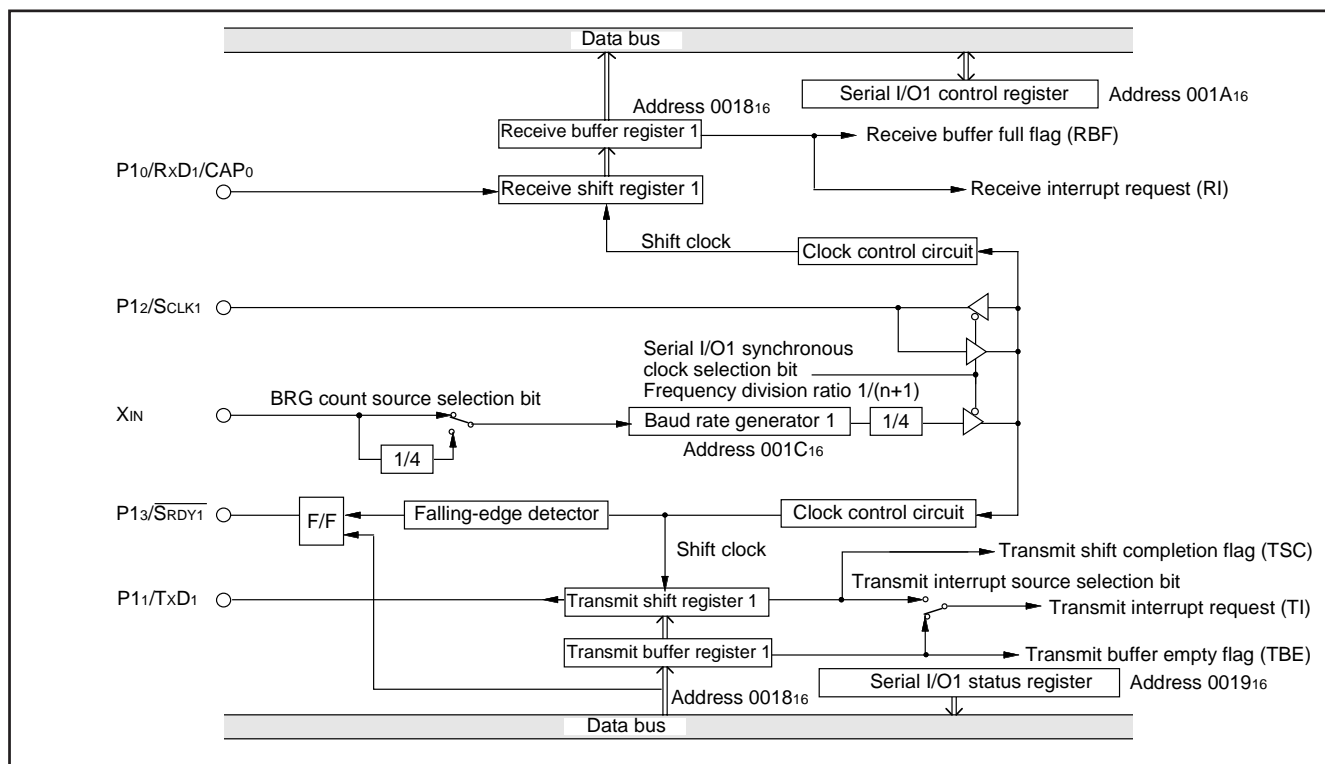 Data bus
Serial I/O1 control register
Address 001A16
Address 001816
Receive buffer register 1
Receive buffer full flag (RBF)
P10/RXD1/CAP0
Receive shift register 1
Receive interrupt request (RI)
Shift clock
Clock control circuit
P12/SCLK1
Serial I/O1 synchronous
clock selection bit
Frequency division ratio 1/(n+1)
XIN
BRG count source selection bit
Baud rate generator 1
1/4
Address 001C16
1/4
P13/SRDY1
F/F
Falling-edge detector
Clock control circuit
Shift clock
Transmit shift completion flag (TSC)
Transmit interrupt source selection bit
P11/TXD1
Transmit shift register 1
Transmit interrupt request (TI)
Transmit buffer register 1
Transmit buffer empty flag (TBE)
Address 001816
Serial I/O1 status register
Address 001916
Data bus